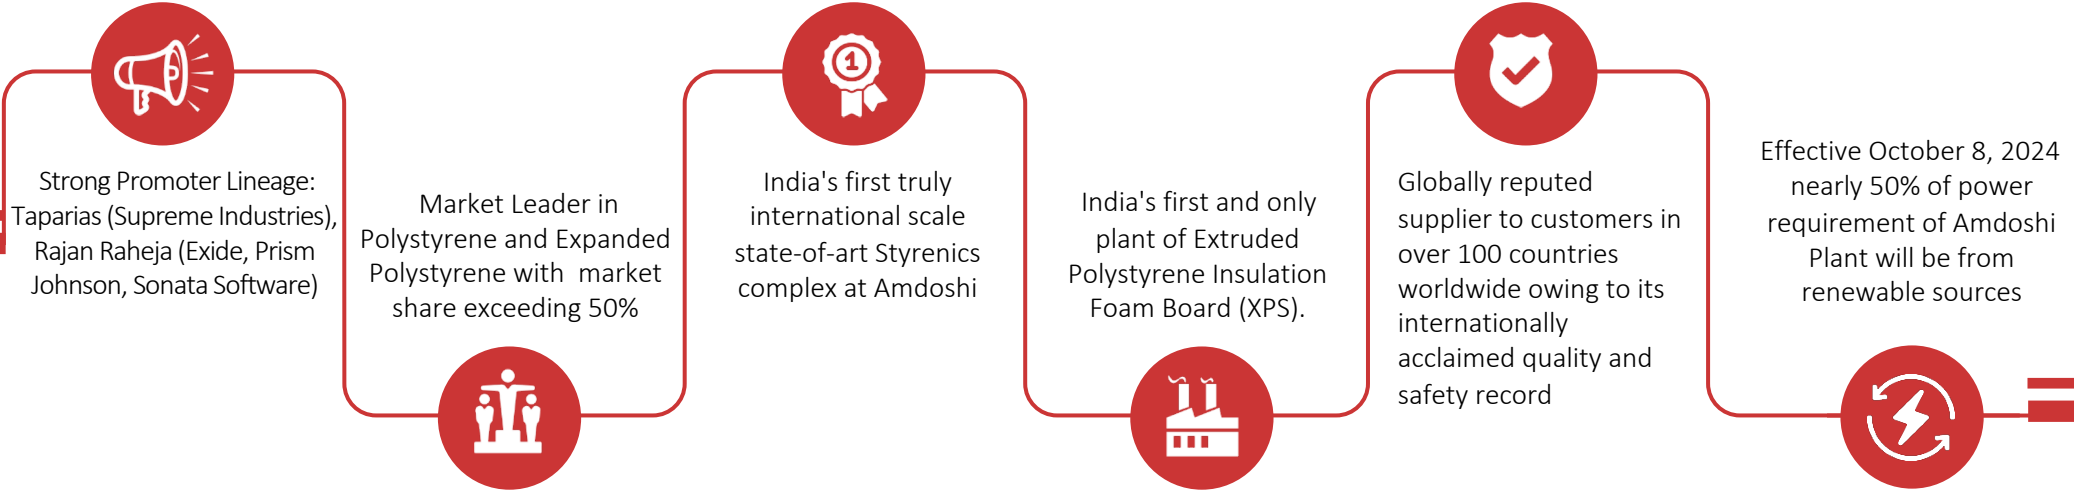 Strong Promoter Lineage:
Taparias (Supreme Industries),
Rajan Raheja (Exide, Prism
Johnson, Sonata Software)
Market Leader in
Polystyrene and Expanded
Polystyrene with  market
share exceeding 50%
1
India's first truly
international scale
state-of-art Styrenics
complex at Amdoshi
India's first and only
plant of Extruded
Polystyrene Insulation
Foam Board (XPS).
Globally reputed
supplier to customers in
over 100 countries
worldwide owing to its
internationally
acclaimed quality and
safety record
Effective October 8, 2024
nearly 50% of power
requirement of Amdoshi
Plant will be from
renewable sources